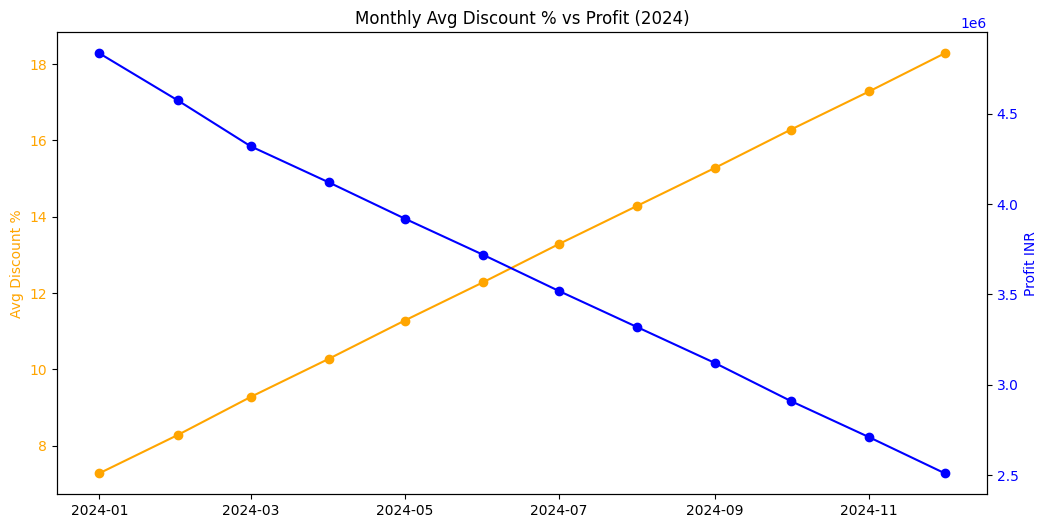 Monthly Avg Discount % vs Profit (2024)
1e6
Avg Discount %
18
16
14
12
10
8
4.5
4.0
3.5
3.0
2.5
Profit INR
2024-01 2024-03 2024-05 2024-07 2024-09 2024-11